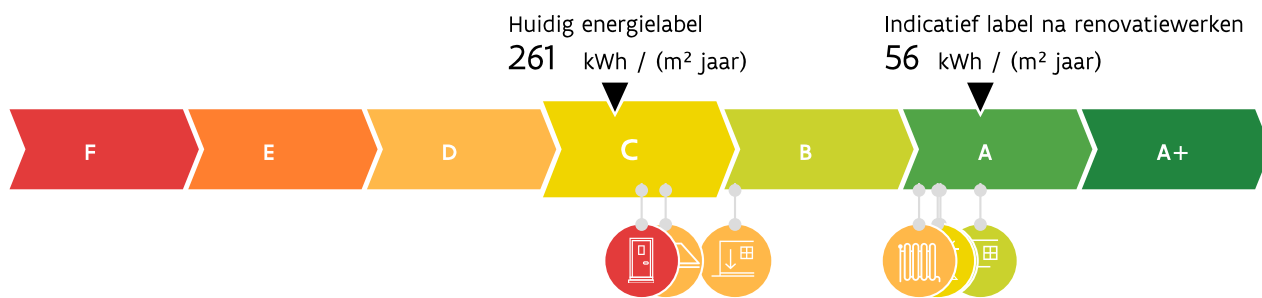 Huidig energielabel
261 kWh / (m² jaar)
Indicatief label na renovatiewerken
56 kWh / (m² jaar)
F E D C B A A+